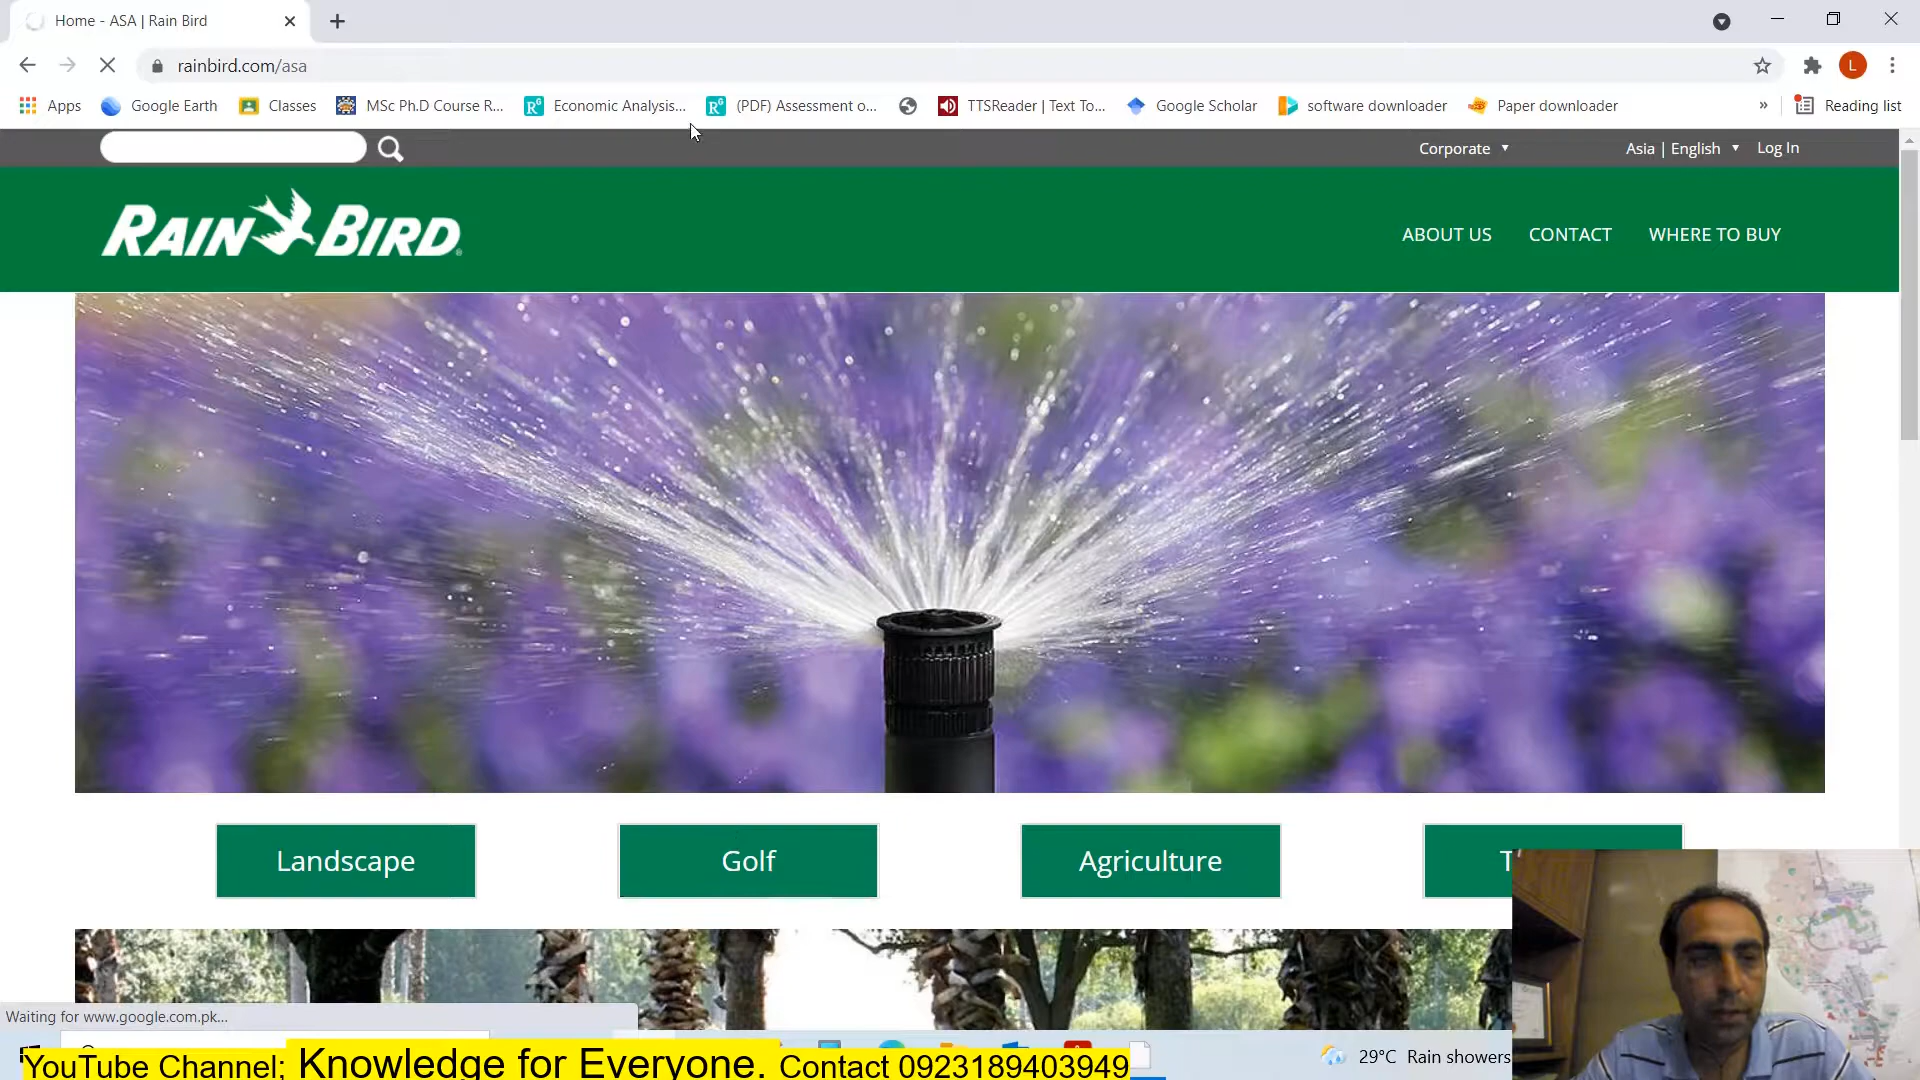 Home - ASA | Rain Bird
rainbird.com/asa
L
Apps Google Earth Classes MSc Ph.D Course R... Economic Analysis... (PDF) Assessment o... TTSReader | Text To... Google Scholar software downloader Paper downloader » Reading list
Corporate Asia | English Log In
RAIN BIRD
ABOUT US CONTACT WHERE TO BUY
Landscape Golf Agriculture
Waiting for www.google.com.pk...
29°C Rain showers
YouTube Channel; Knowledge for Everyone. Contact 0923189403949